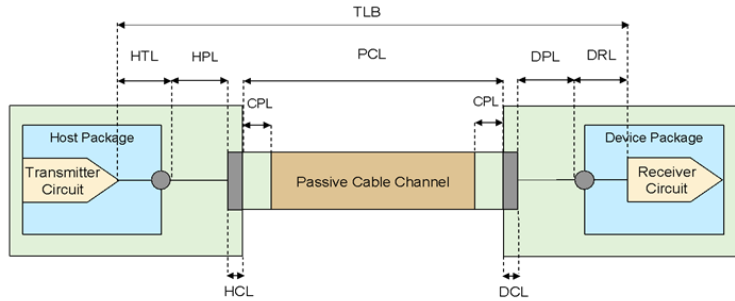 TLB
HTL
HPL
PCL
DPL
DRL
CPL
CPL
Host Package
Device Package
Transmitter
Circuit
Passive Cable Channel
Receiver
Circuit
HCL
DCL